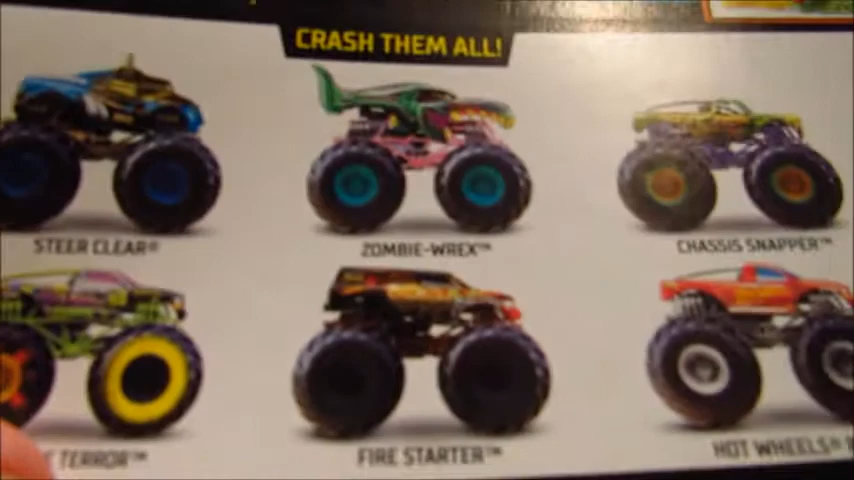 CRASH THEM ALL!
STEER CLEAR®
ZOMBIE-WREX™
CHASSIS SNAPPER™
TERROR™
FIRE STARTER™
HOT WHEELS®